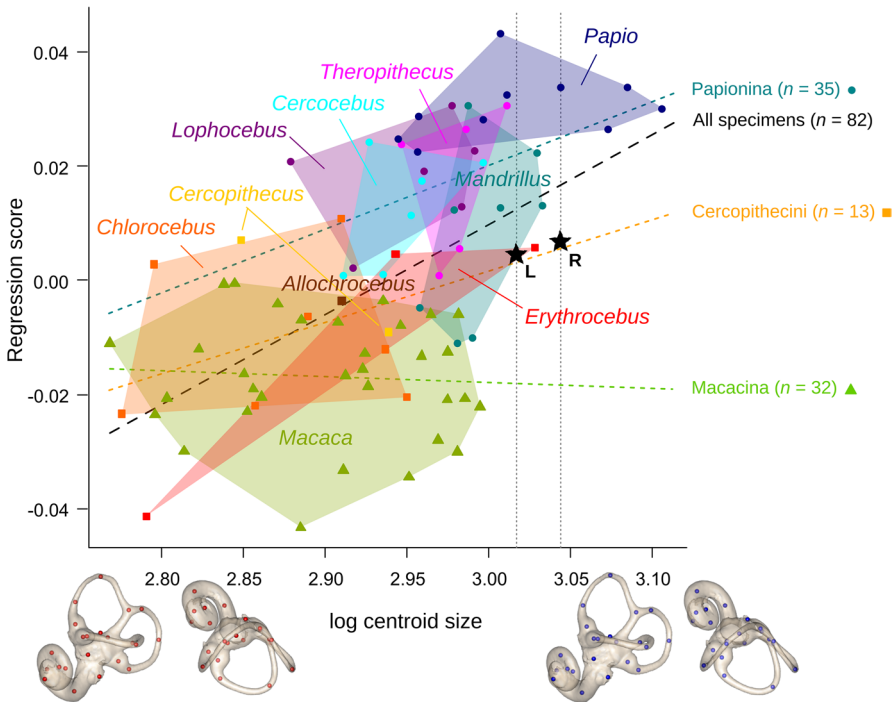 0.04
0.02
0.00
-0.02
-0.04
Regression score
Papio
Theropithecus
Cercocebus
Lophocebus
Cercopithecus
Chlorocebus
Mandrillus
Allochrocebus
Erythrocebus
Macaca
L
R
Papionina (n = 35)
All specimens (n = 82)
Cercopithecini (n = 13)
Macacina (n = 32)
2.80 2.85 2.90 2.95 3.00 3.05 3.10
log centroid size